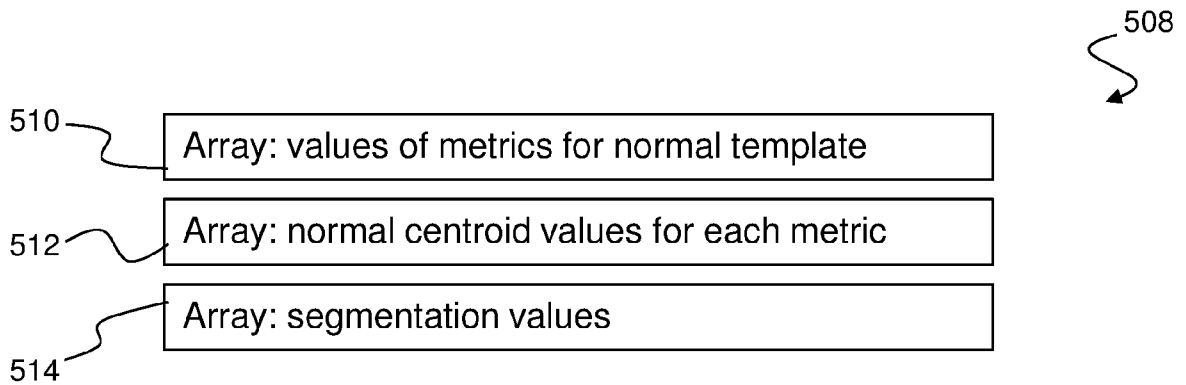 508
510
Array: values of metrics for normal template
512
Array: normal centroid values for each metric
Array: segmentation values
514